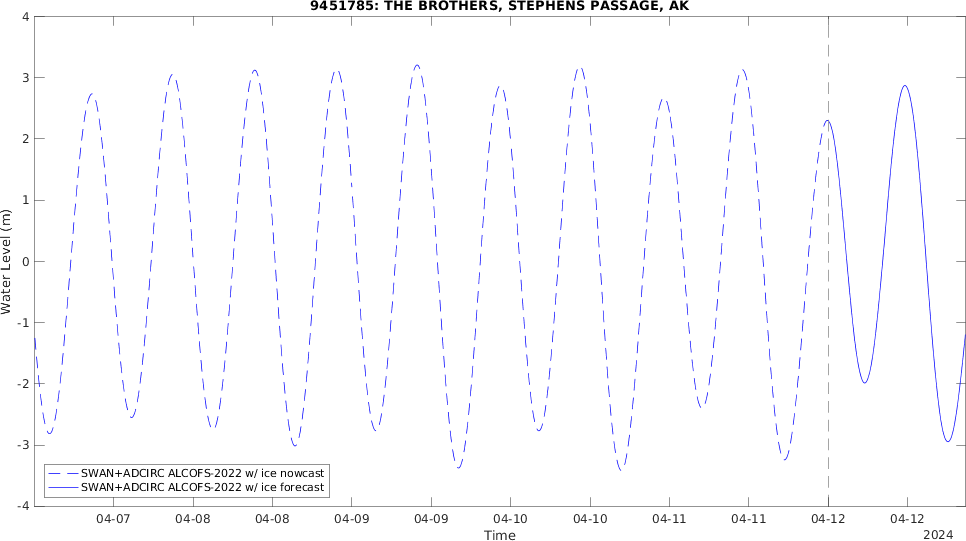 9451785: THE BROTHERS, STEPHENS PASSAGE, AK
4
3
2
1
0
-1
-2
-3
-4
Water Level (m)
SWAN+ADCIRC ALCOFS-2022 w/ ice nowcast
SWAN+ADCIRC ALCOFS-2022 w/ ice forecast
04-07 04-08 04-08 04-09 04-09 04-10 04-10 04-11 04-11 04-12 04-12
Time
2024